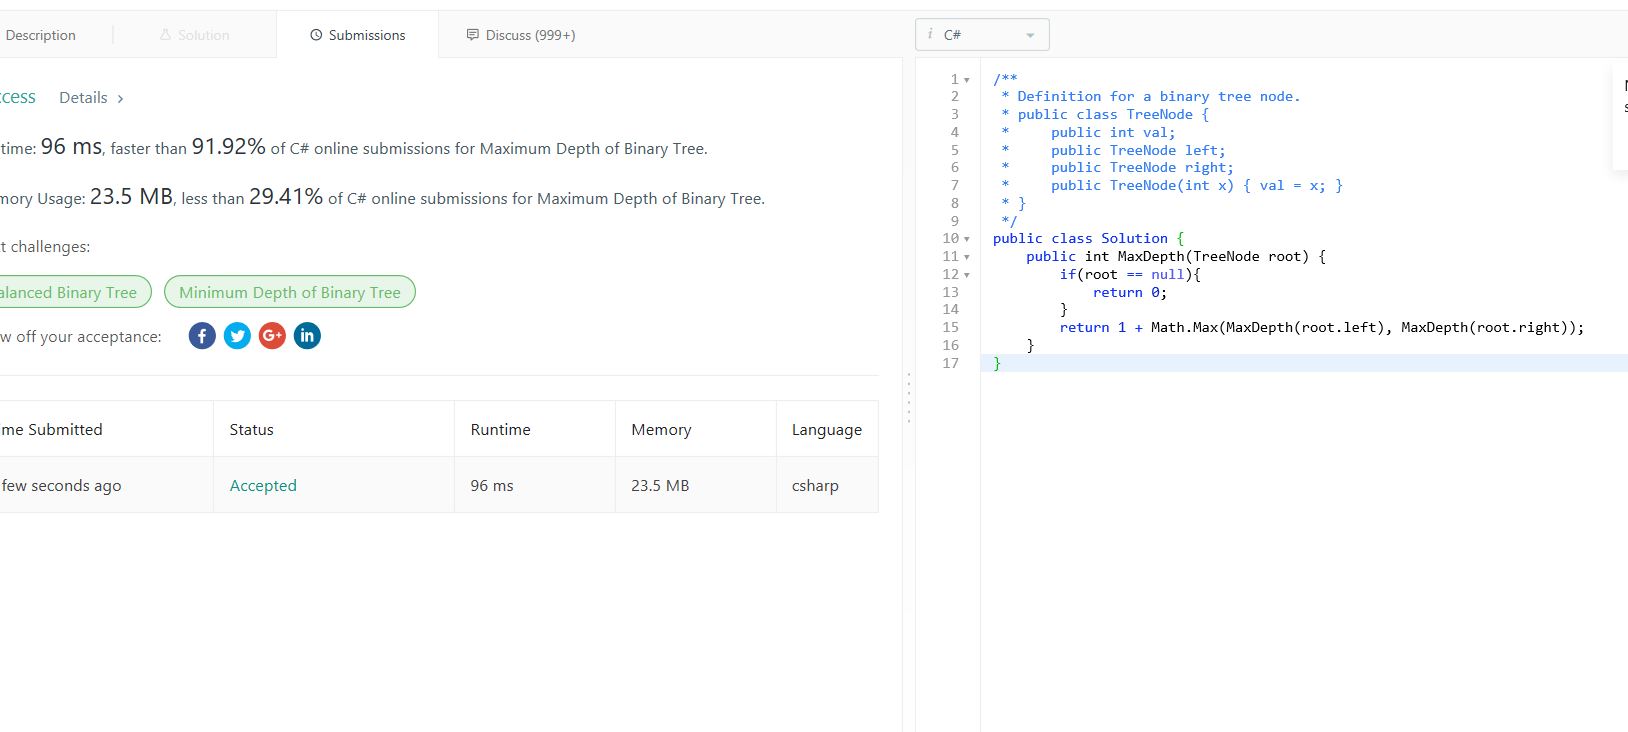 Description
Solution
Submissions
Discuss (999+)
cess Details >
time: 96 ms, faster than 91.92% of C# online submissions for Maximum Depth of Binary Tree.
mory Usage: 23.5 MB, less than 29.41% of C# online submissions for Maximum Depth of Binary Tree.
t challenges:
alanced Binary Tree
Minimum Depth of Binary Tree
w off your acceptance: f G+ in
me Submitted Status Runtime Memory Language
few seconds ago Accepted 96 ms 23.5 MB csharp
i C#
1 /**
2 * Definition for a binary tree node.
3 * public class TreeNode {
4 *     public int val;
5 *     public TreeNode left;
6 *     public TreeNode right;
7 *     public TreeNode(int x) { val = x; }
8 * }
9 */
10 public class Solution {
11     public int MaxDepth(TreeNode root) {
12         if(root == null){
13             return 0;
14         }
15         return 1 + Math.Max(MaxDepth(root.left), MaxDepth(root.right));
16     }
17 }